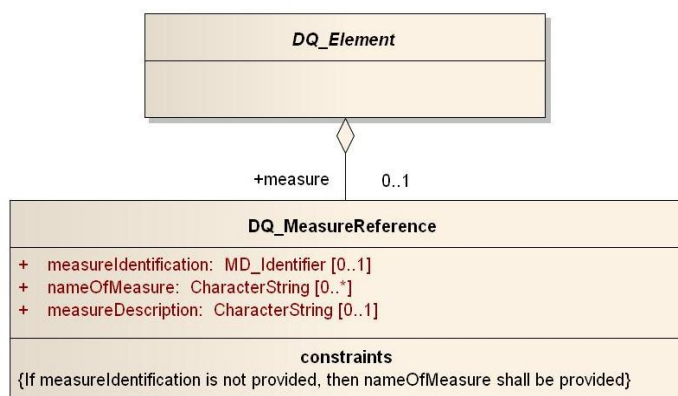 DQ_Element
+measure 0..1
DQ_MeasureReference
+ measureIdentification: MD_Identifier [0..1]
+ nameOfMeasure: CharacterString [0..*]
+ measureDescription: CharacterString [0..1]
constraints
{If measureIdentification is not provided, then nameOfMeasure shall be provided}